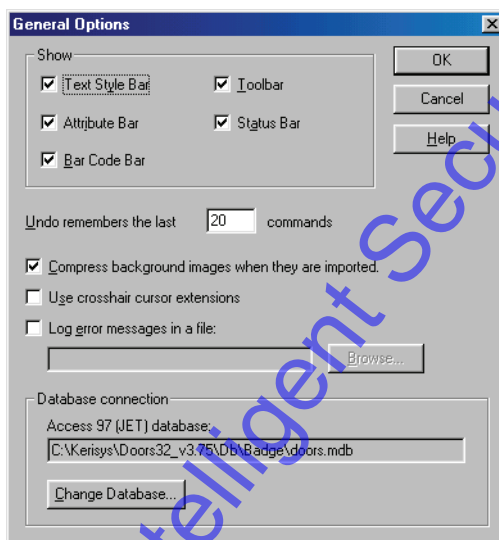 General Options
Show
Text Style Bar
Toolbar
Attribute Bar
Status Bar
Bar Code Bar
OK
Cancel
Help
Undo remembers the last 20 commands
Compress background images when they are imported.
Use crosshair cursor extensions
Log error messages in a file:
Browse...
Database connection
Access 97 (JET) database:
C:\Kerisys\Doors32_v3.75\Db\Badge\doors.mdb
Change Database...